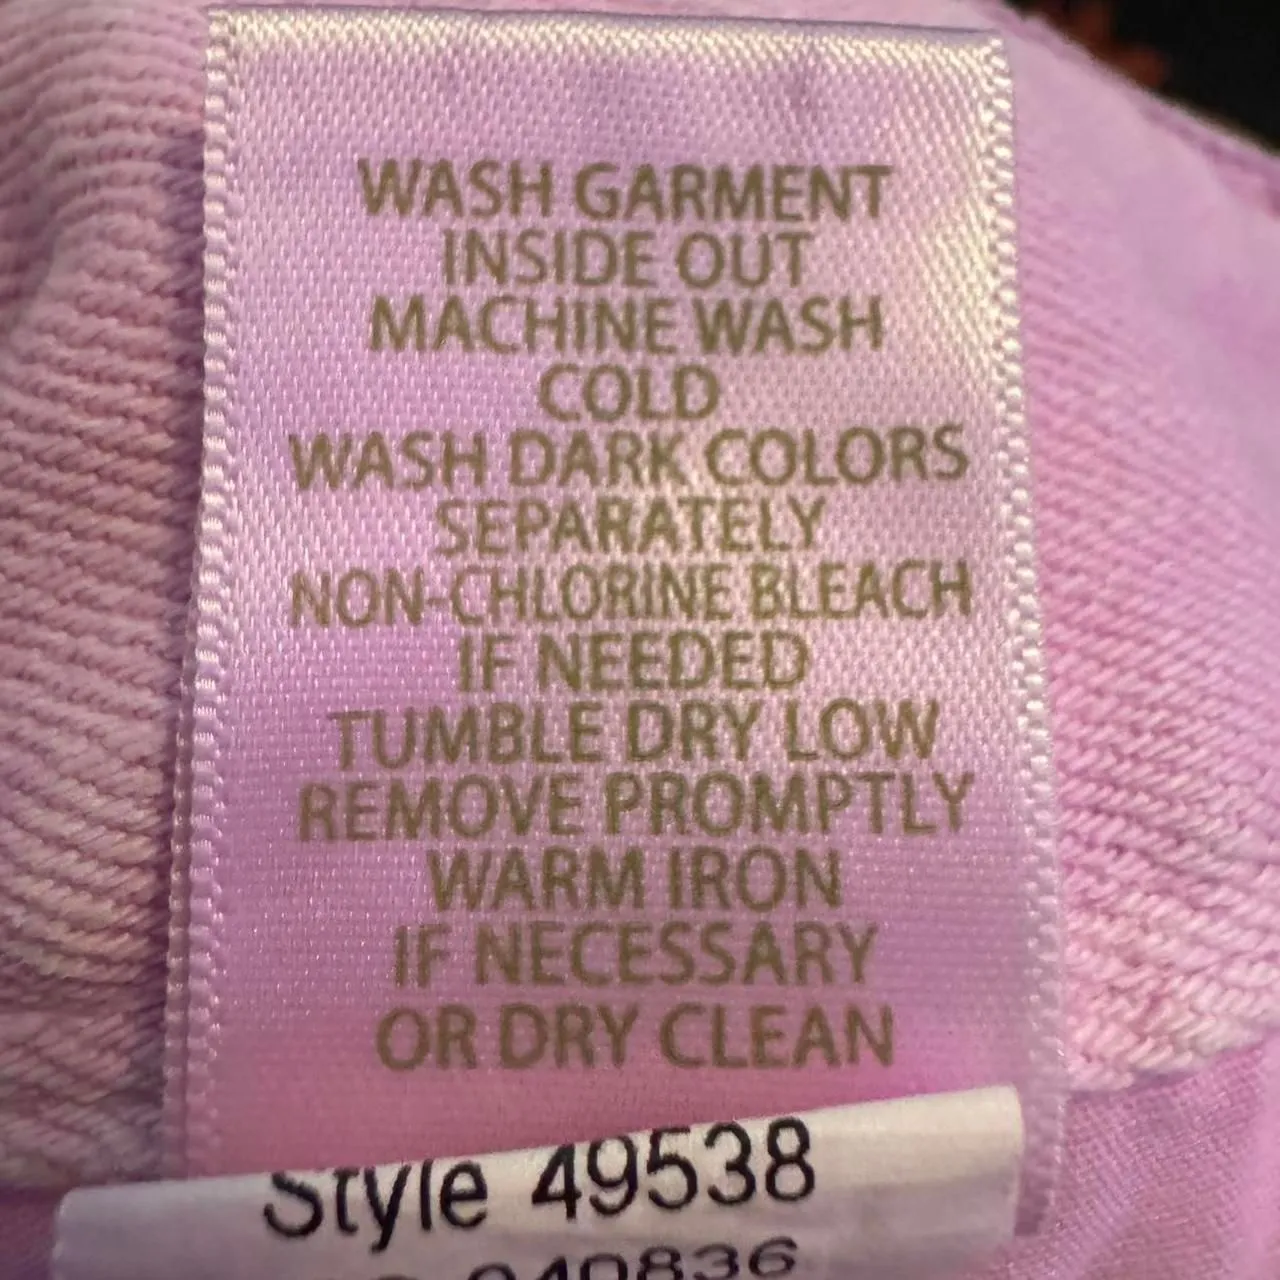 WASH GARMENT
INSIDE OUT
MACHINE WASH
COLD
WASH DARK COLORS
SEPARATELY
NON-CHLORINE BLEACH
IF NEEDED
TUMBLE DRY LOW
REMOVE PROMPTLY
WARM IRON
IF NECESSARY
OR DRY CLEAN
Style 49538